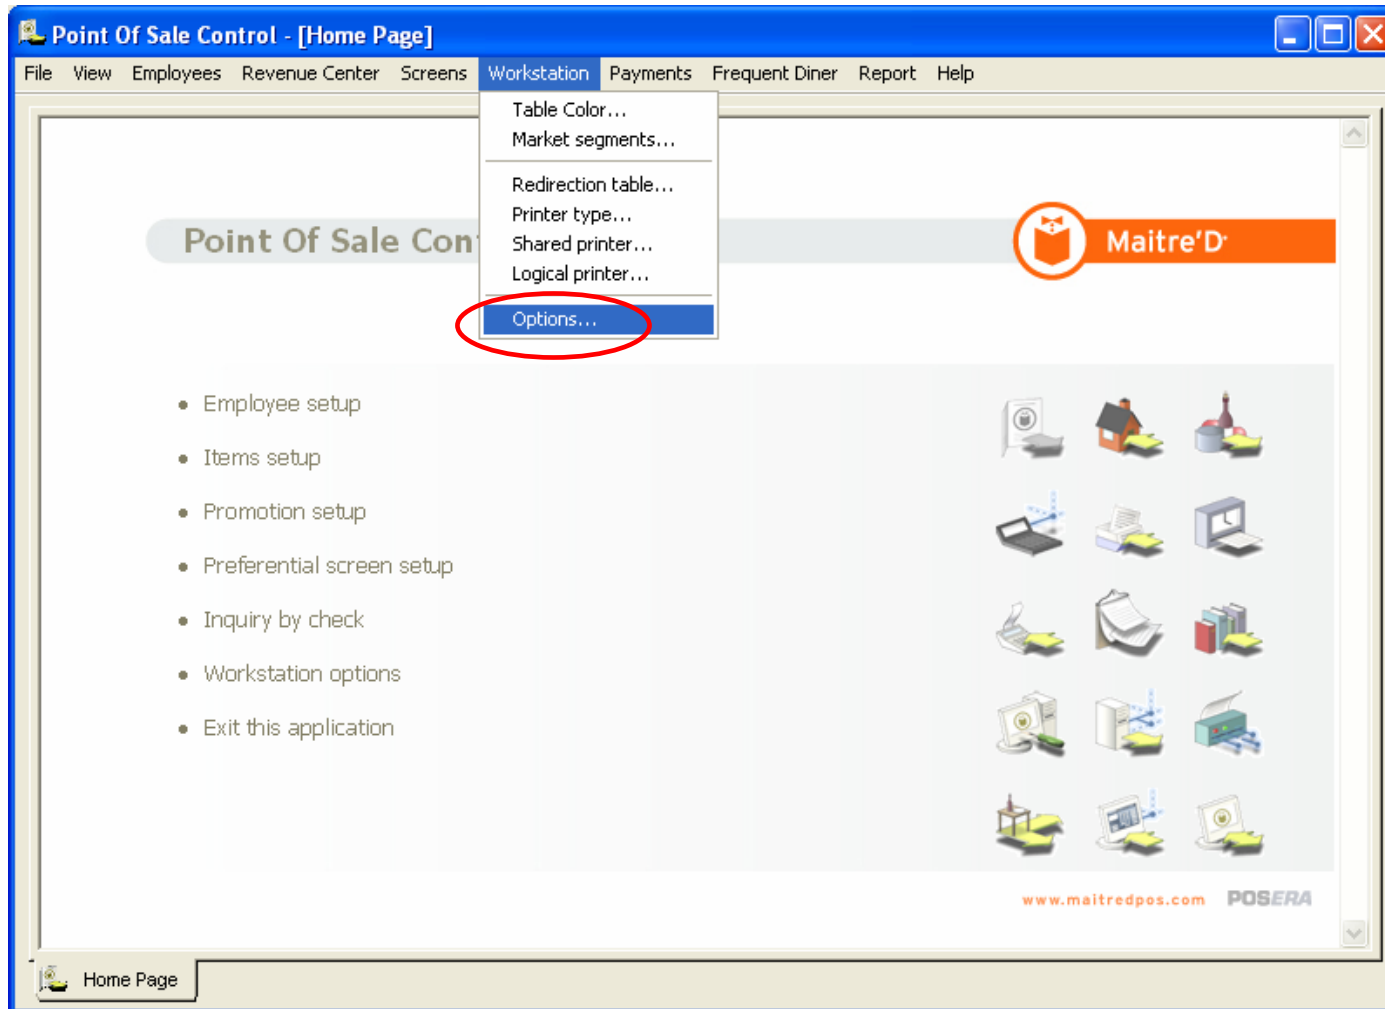 Point Of Sale Control - [Home Page]
File View Employees Revenue Center Screens Workstation Payments Frequent Diner Report Help
Table Color...
Market segments...
Redirection table...
Printer type...
Shared printer...
Logical printer...
Options...
Point Of Sale Con
Maitre'D
Employee setup
Items setup
Promotion setup
Preferential screen setup
Inquiry by check
Workstation options
Exit this application
www.maitredpos.com POSERA
Home Page